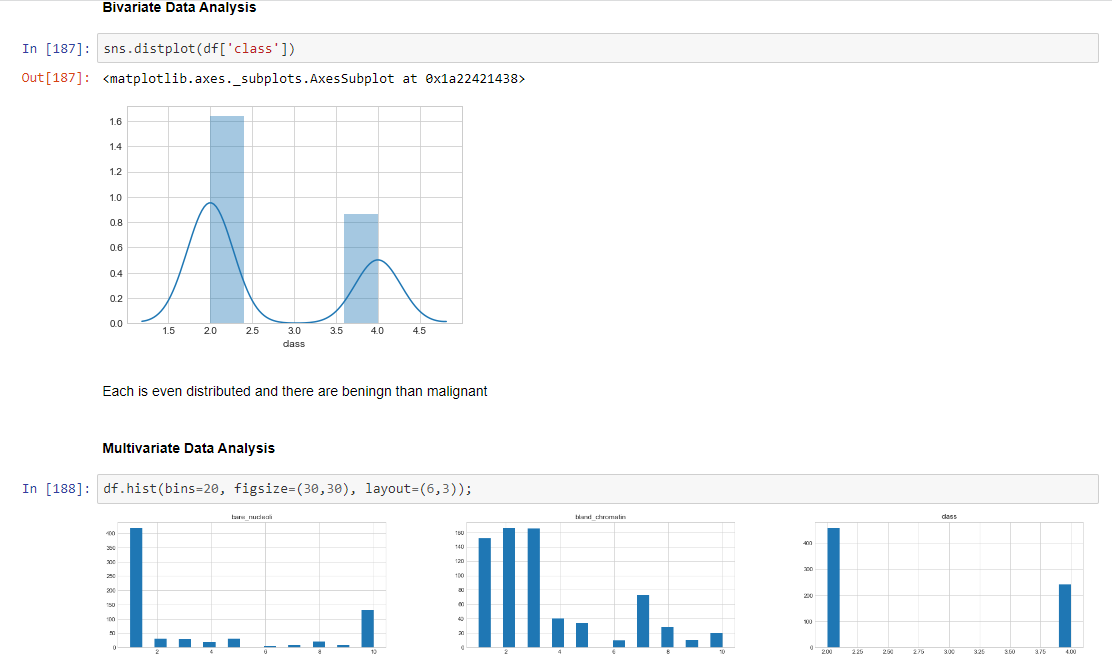 Bivariate Data Analysis
In [187]: sns.distplot(df['class'])
Out[187]: <matplotlib.axes._subplots.AxesSubplot at 0x1a22421438>
1.6
1.4
1.2
1.0
0.8
0.6
0.4
0.2
0.0
1.5 2.0 2.5 3.0 3.5 4.0 4.5
class
Each is even distributed and there are beningn than malignant
Multivariate Data Analysis
In [188]: df.hist(bins=20, figsize=(30,30), layout=(6,3));
bare_nucleoli
400
350
300
250
200
150
100
50
0
2 4 6 8 10
bland_chromatin
160
140
120
100
80
60
40
20
0
2 4 6 8 10
class
400
300
200
100
0
2.00 2.25 2.50 2.75 3.00 3.25 3.50 3.75 4.00